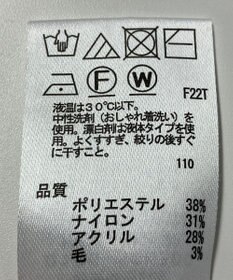 F W
F22T
液温は30℃以下。
中性洗剤(おしゃれ着洗い)を
使用。漂白剤は液体タイプを使
用。よくすすぎ、絞りの後すぐ
に干すこと。
110
品質
ポリエステル 38%
ナイロン 31%
アクリル 28%
毛 3%